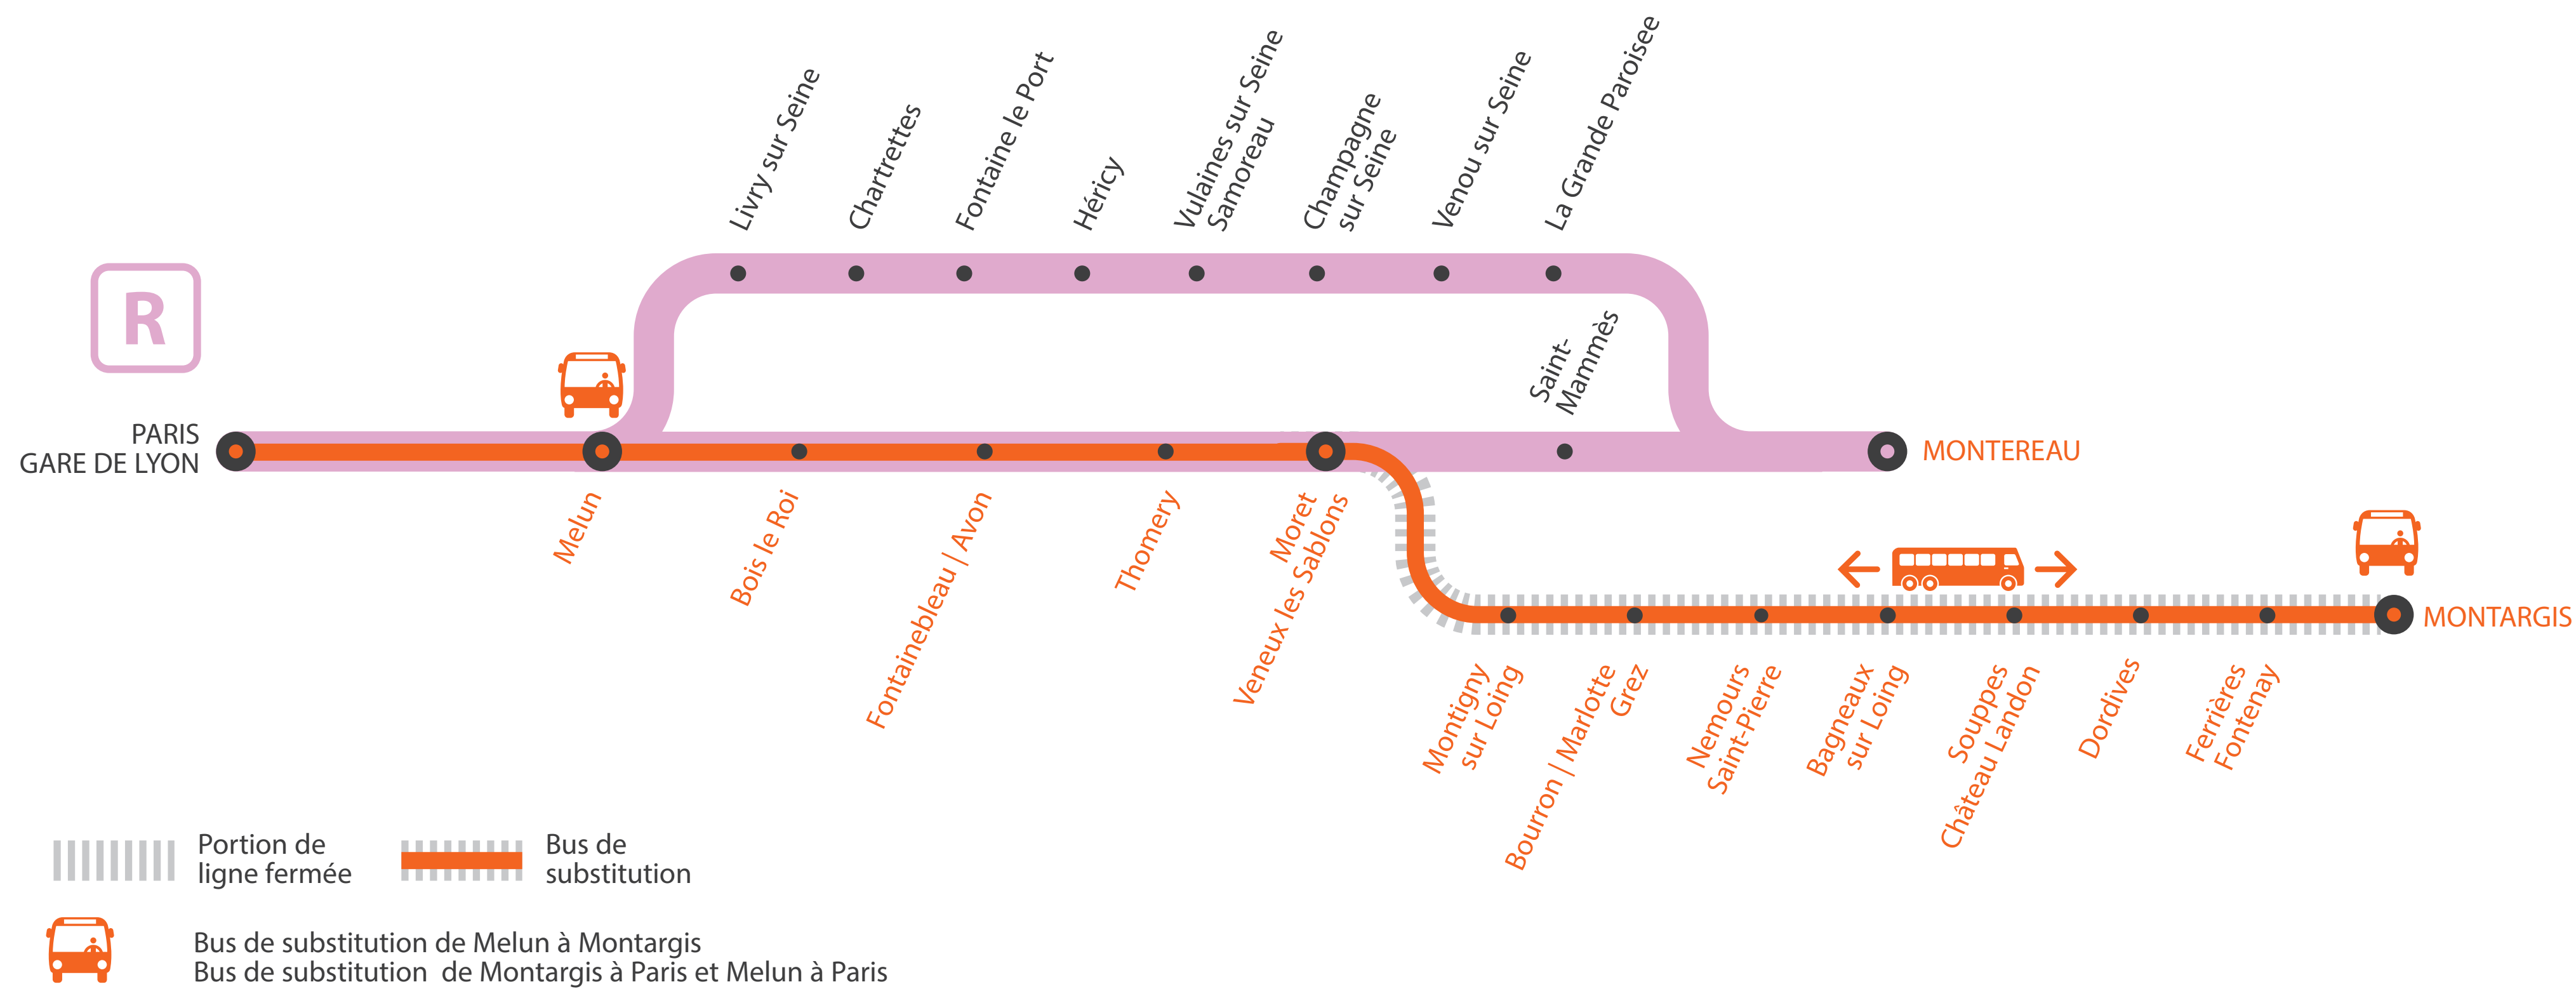 Livry sur Seine
Chartrettes
Fontaine le Port
Héricy
Vulaines sur Seine
Samoreau
Champagne
sur Seine
Venou sur Seine
La Grande Paroisee
R
Saint-
Mammès
PARIS
GARE DE LYON
MONTEREAU
Melun
Bois le Roi
Fontainebleau | Avon
Thomery
Moret
Veneux les Sablons
MONTARGIS
Montigny
sur Loing
Bourron | Marlotte
Grez
Nemours
Saint-Pierre
Bagneaux
sur Loing
Souppes
Château Landon
Dordives
Ferrières
Fontenay
Portion de
ligne fermée
Bus de
substitution
Bus de substitution de Melun à Montargis
Bus de substitution  de Montargis à Paris et Melun à Paris